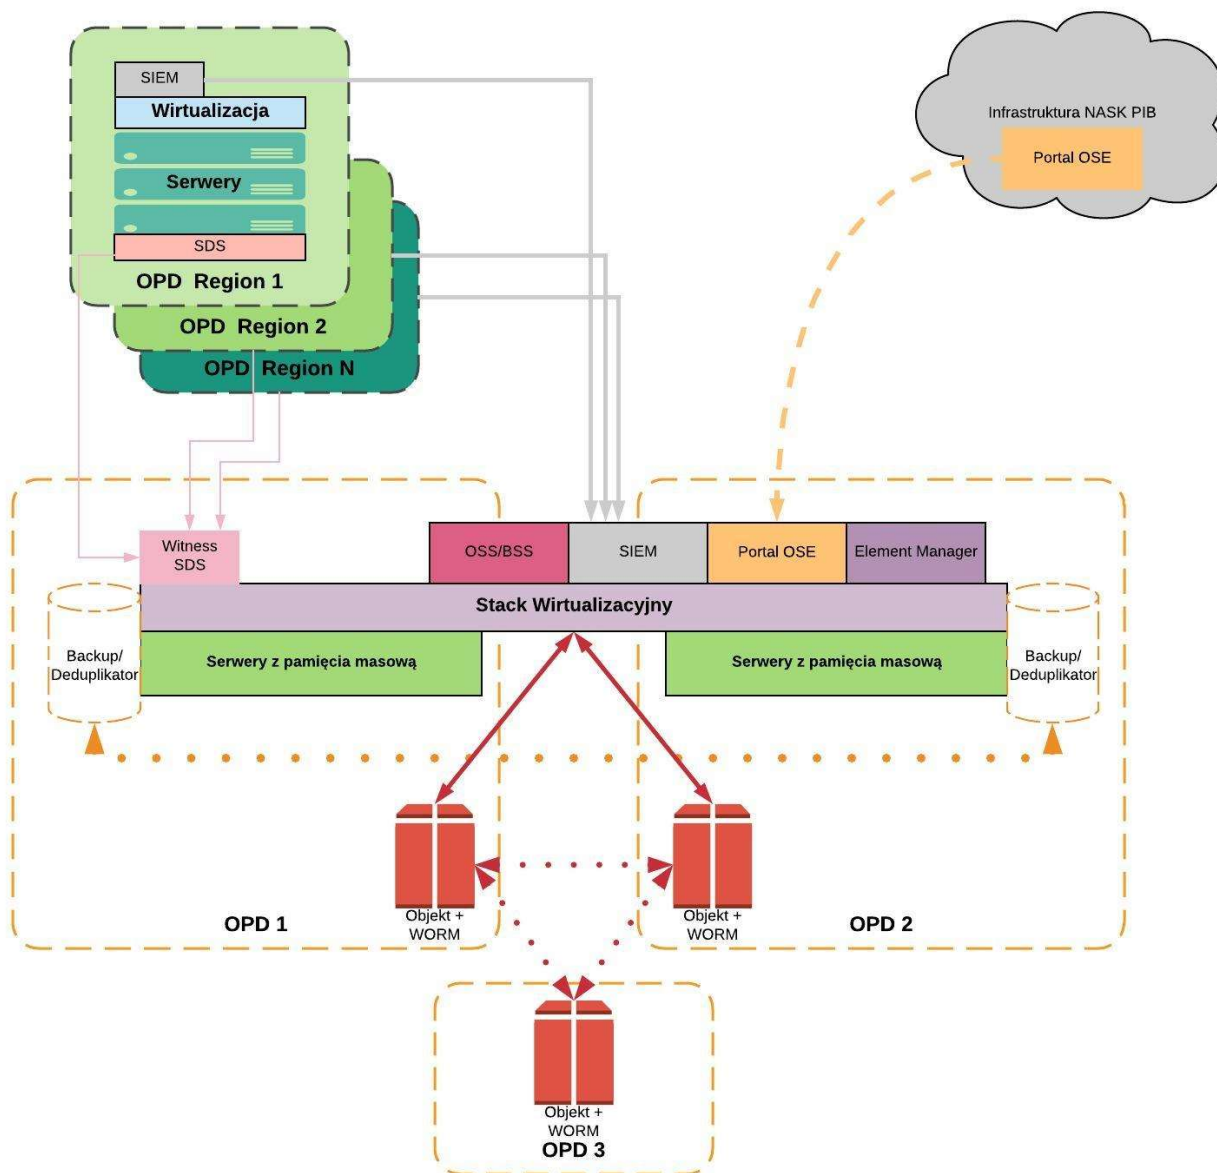 SIEM
Wirtualizacja
Serwery
SDS
OPD Region 1
OPD Region 2
OPD Region N
Infrastruktura NASK PIB
Portal OSE
Witness
SDS
OSS/BSS
SIEM
Portal OSE
Element Manager
Stack Wirtualizacyjny
Backup/
Deduplikator
Serwery z pamięcia masową
Serwery z pamięcia masową
Backup/
Deduplikator
Objekt +
WORM
OPD 1
Objekt +
WORM
OPD 2
Objekt +
WORM
OPD 3